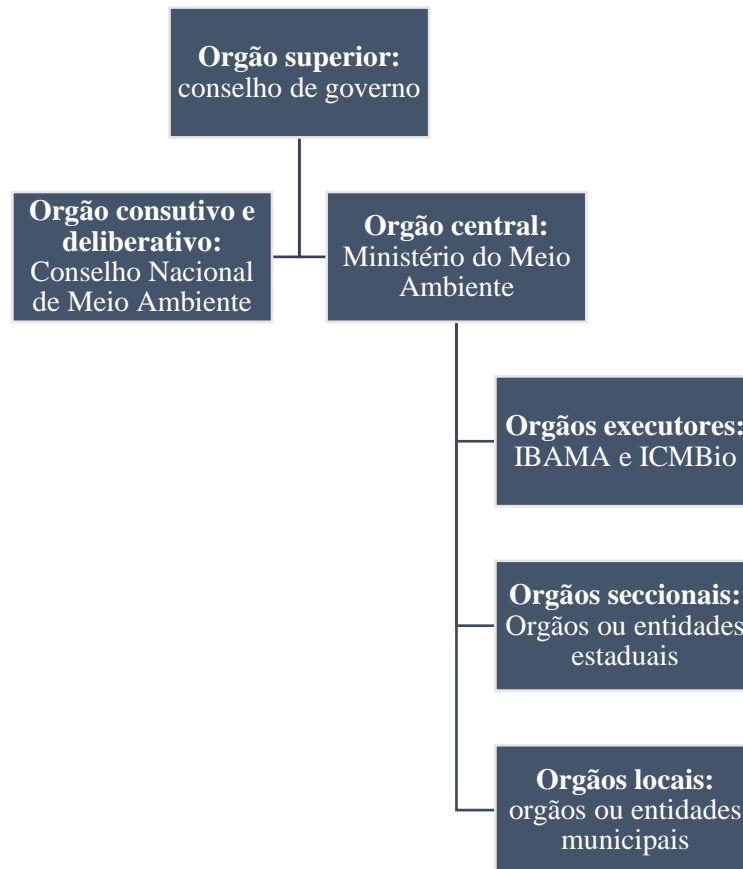 Orgão superior:
conselho de governo
Orgão consutivo e
deliberativo:
Conselho Nacional
de Meio Ambiente
Orgão central:
Ministério do Meio
Ambiente
Orgãos executores:
IBAMA e ICMBio
Orgãos seccionais:
Orgãos ou entidades
estaduais
Orgãos locais:
orgãos ou entidades
municipais